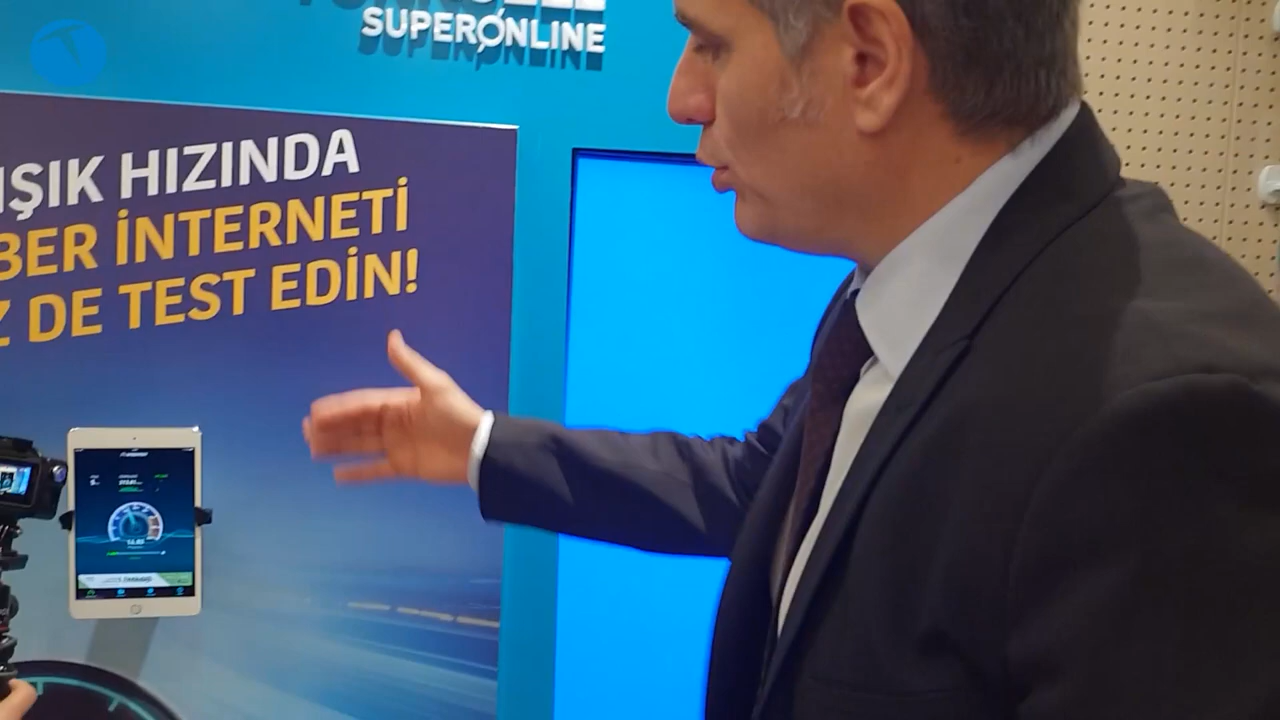 SUPERONLINE
IŞIK HIZINDA
BER İNTERNETİ
Z DE TEST EDİN!